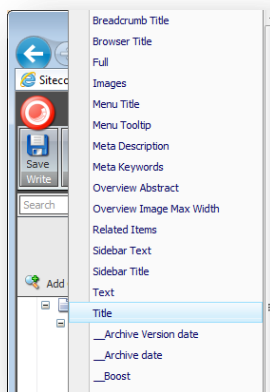 Breadcrumb Title
Browser Title
Full
Images
Menu Title
Menu Tooltip
Meta Description
Meta Keywords
Overview Abstract
Overview Image Max Width
Related Items
Sidebar Text
Sidebar Title
Text
Title
__Archive Version date
__Archive date
__Boost
Sitec
Save
Write
Search
Add